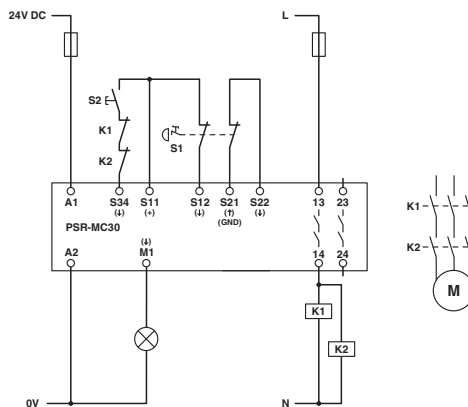 24V DC
L
S2
K1
K2
S1
A1
S34
(↓)
S11
(+)
S12
(↓)
S21
(↑)
(GND)
S22
(↓)
13
23
PSR-MC30
A2
(↓)
M1
14
24
K1
K2
0V
N
K1
K2
M